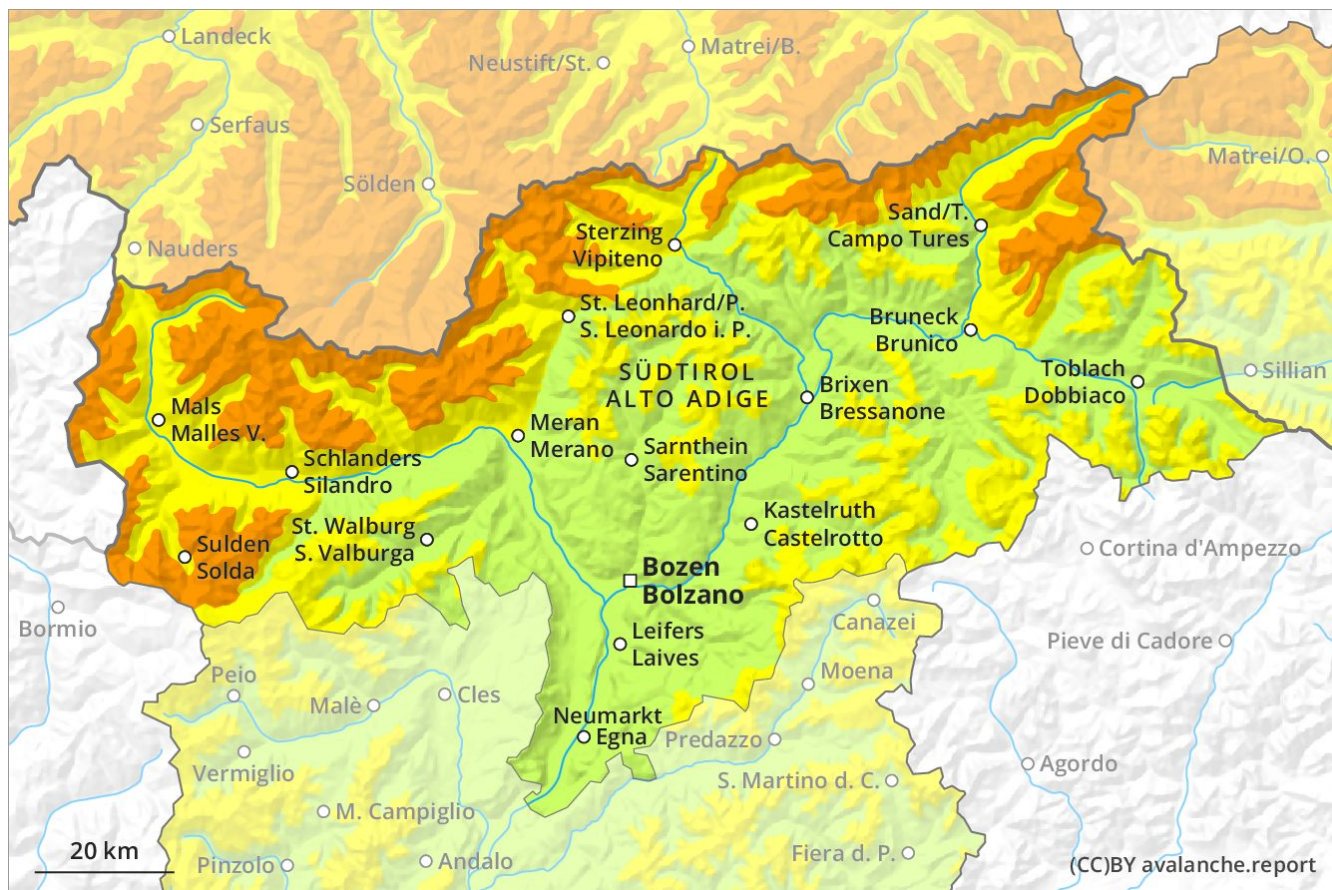 Landeck
Matrei/B.
Neustift/St.
Serfaus
Matrei/O.
Sölden
Sand/T.
Campo Tures
Sterzing
Vipiteno
Nauders
St. Leonhard/P.
S. Leonardo i. P.
Bruneck
Brunico
SÜDTIROL
ALTO ADIGE
Toblach
Dobbiaco
Sillian
Brixen
Bressanone
Mals
Malles V.
Meran
Merano
Sarnthein
Sarentino
Schlanders
Silandro
Kastelruth
Castelrotto
St. Walburg
S. Valburga
Sulden
Solda
Cortina d'Ampezzo
Bozen
Bolzano
Bormio
Canazei
Leifers
Laives
Pieve di Cadore
Peio
Moena
Malè
Cles
Neumarkt
Egna
Predazzo
Vermiglio
Agordo
S. Martino d. C.
M. Campiglio
20 km
Pinzolo
Andalo
Fiera d. P.
(CC)BY avalanche.report